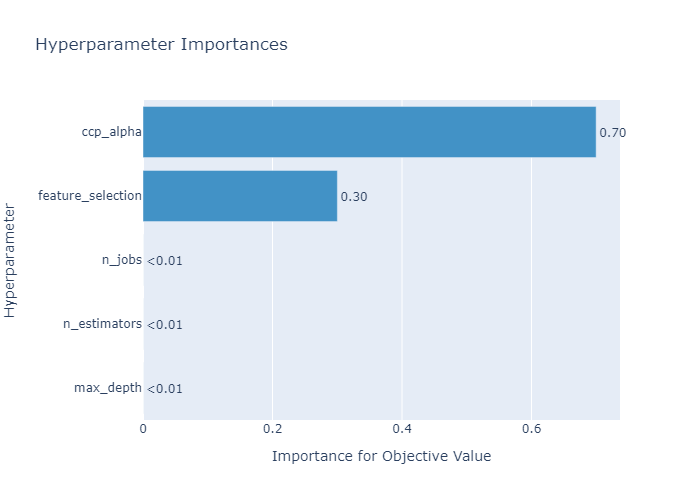 Hyperparameter Importances
Hyperparameter
ccp_alpha 0.70
feature_selection 0.30
n_jobs <0.01
n_estimators <0.01
max_depth <0.01
0 0.2 0.4 0.6
Importance for Objective Value